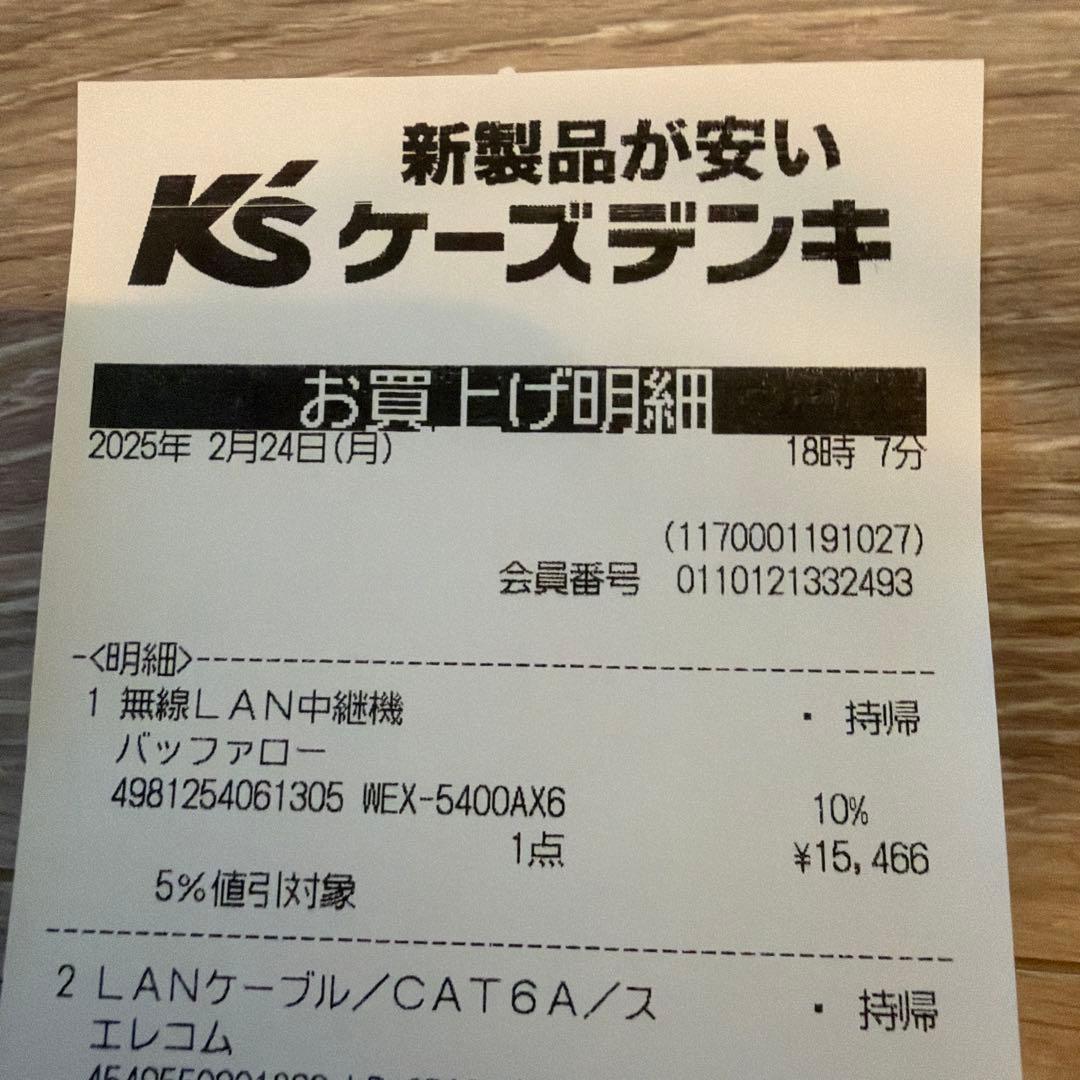 新製品が安い
K'sケーズデンキ
お買上げ明細
2025年 2月24日(月) 18時 7分
(1170001191027)
会員番号 0110121332493
-<明細>-
1 無線LAN中継機 ・ 持帰
バッファロー
4981254061305 WEX-5400AX6 10%
1点 ¥15,466
5%値引対象
2 LANケーブル/CAT6A/ス ・ 持帰
エレコム